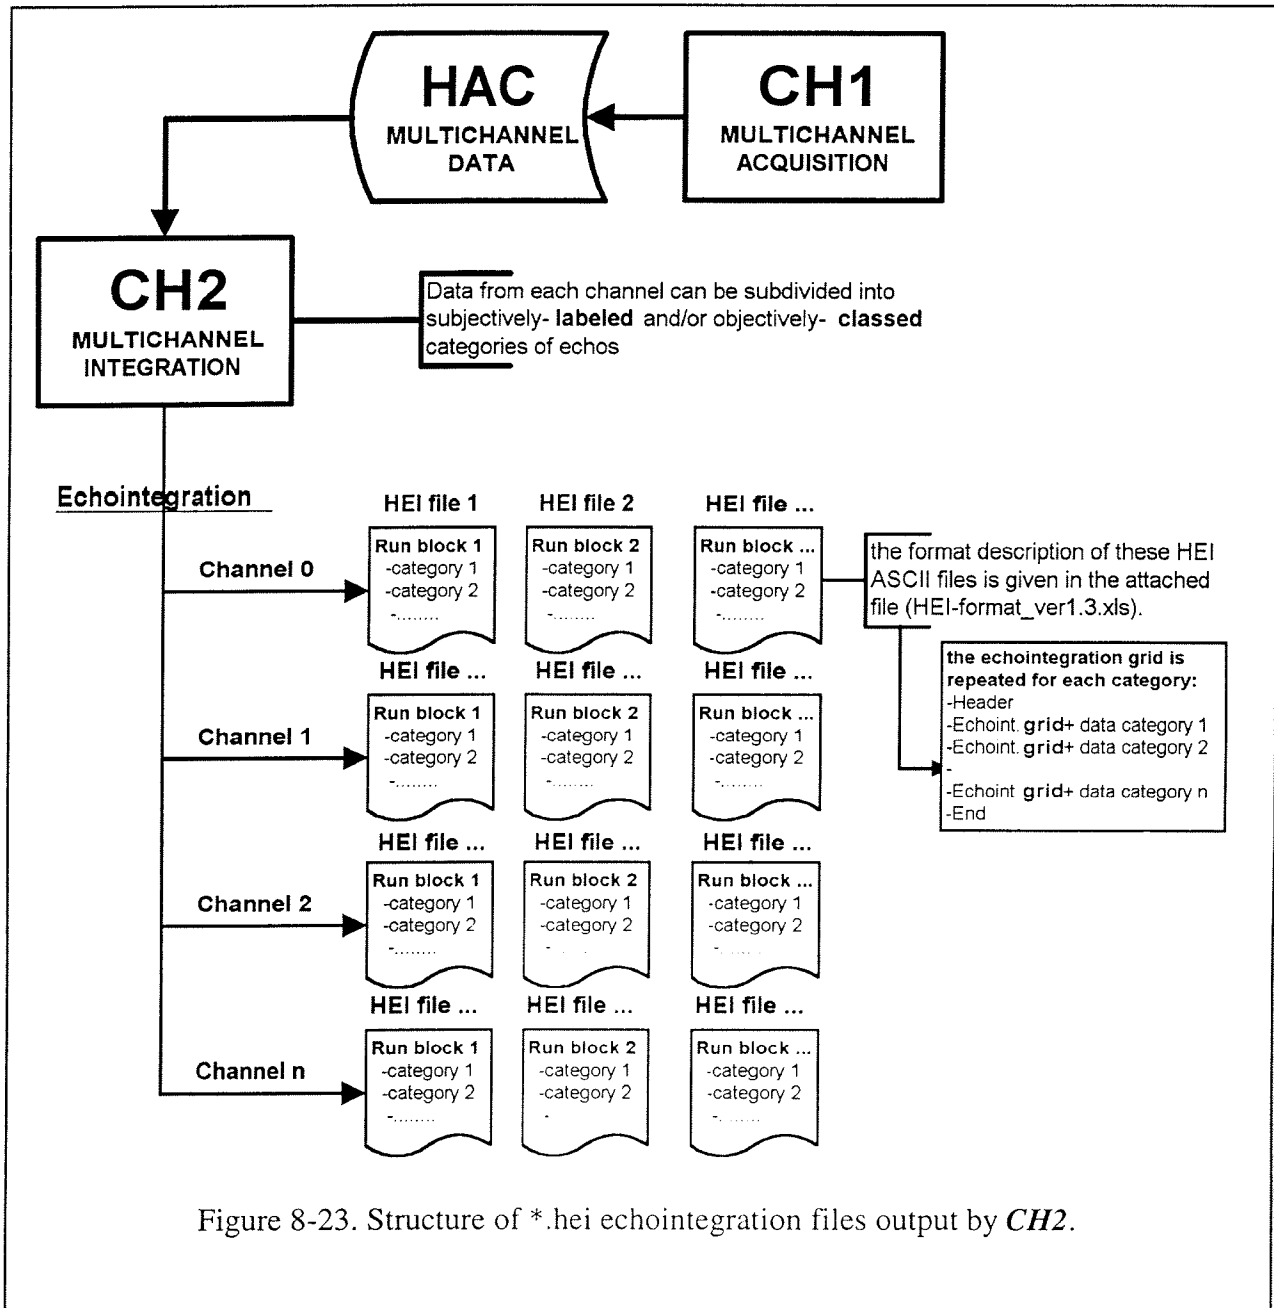 HAC
MULTICHANNEL
DATA
CH1
MULTICHANNEL
ACQUISITION
CH2
MULTICHANNEL
INTEGRATION
Data from each channel can be subdivided into
subjectively- labeled and/or objectively- classed
categories of echos
Echointegration
HEI file 1
HEI file 2
HEI file ...
Channel 0
Run block 1
-category 1
-category 2
-........
Run block 2
-category 1
-category 2
-........
Run block ...
-category 1
-category 2
-........
the format description of these HEI
ASCII files is given in the attached
file (HEI-format_ver1.3.xls).
the echointegration grid is
repeated for each category:
-Header
-Echoint. grid+ data category 1
-Echoint. grid+ data category 2
-
-Echoint grid+ data category n
-End
HEI file ...
HEI file ...
HEI file ...
Channel 1
Run block 1
-category 1
-category 2
-........
Run block 2
-category 1
-category 2
-........
Run block ...
-category 1
-category 2
-........
HEI file ...
HEI file ...
HEI file ...
Channel 2
Run block 1
-category 1
-category 2
-........
Run block 2
-category 1
-category 2
- . ....
Run block ...
-category 1
-category 2
-........
HEI file ...
HEI file ...
HEI file ...
Channel n
Run block 1
-category 1
-category 2
-........
Run block 2
-category 1
-category 2
-
Run block ...
-category 1
-category 2
-........
Figure 8-23. Structure of *.hei echointegration files output by CH2.